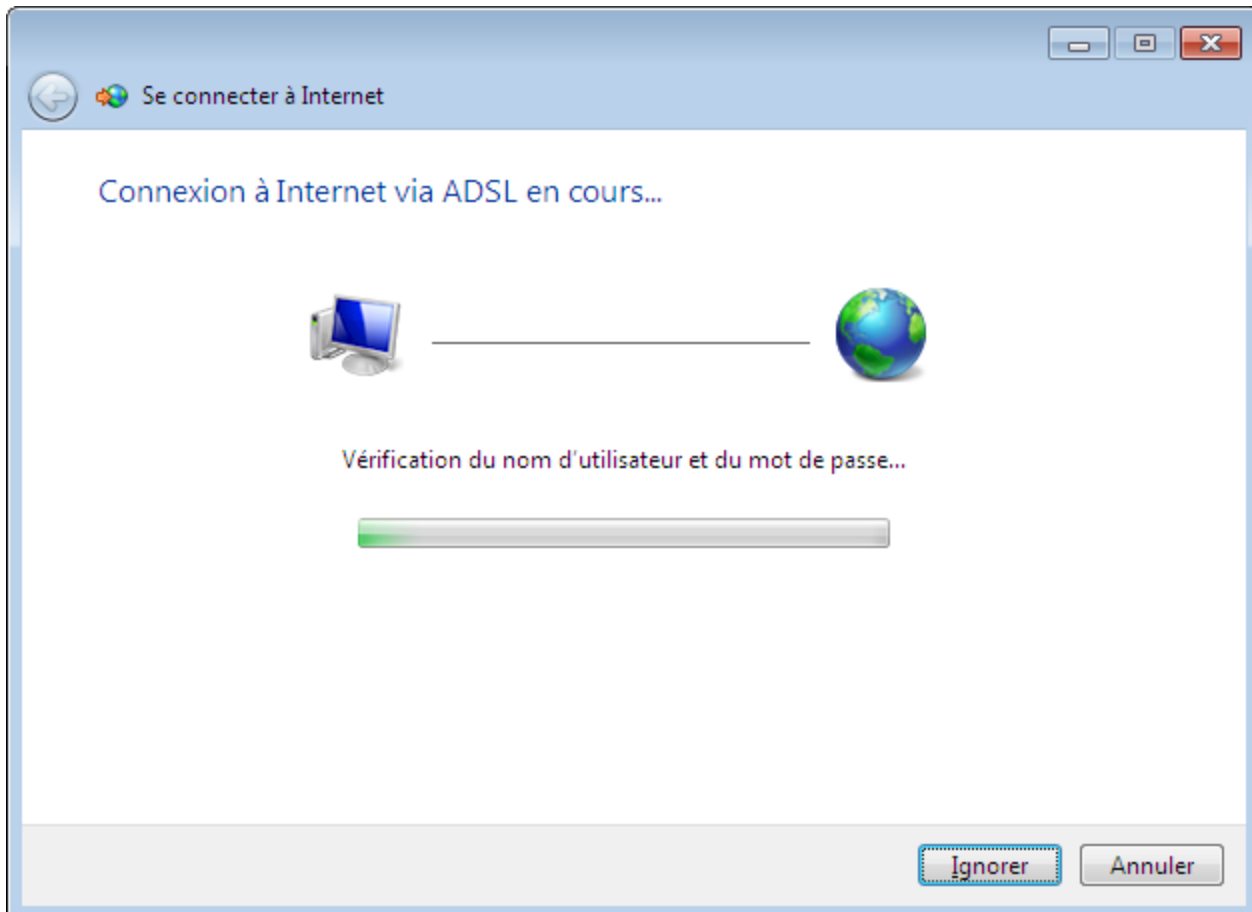 Se connecter à Internet
Connexion à Internet via ADSL en cours...
Vérification du nom d'utilisateur et du mot de passe...
Ignorer
Annuler